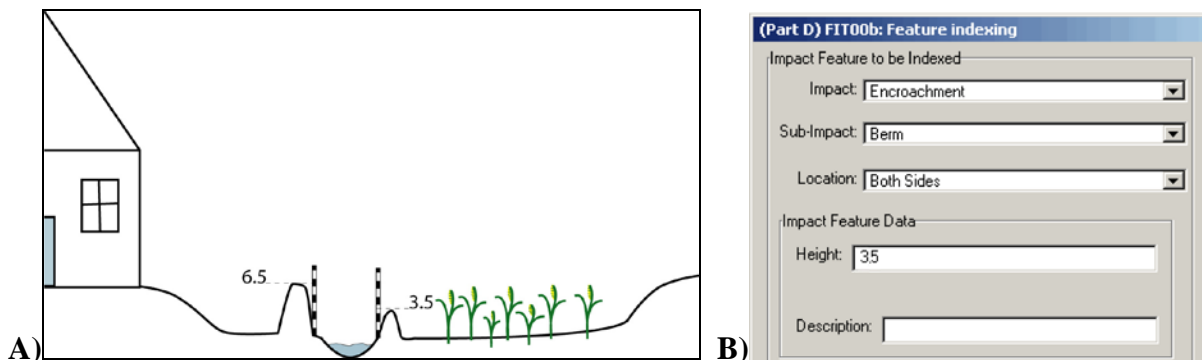 6.5
3.5
A)
(Part D) FIT00b: Feature indexing
Impact Feature to be Indexed
Impact: Encroachment
Sub-Impact: Berm
Location: Both Sides
Impact Feature Data
Height: 3.5
Description:
B)